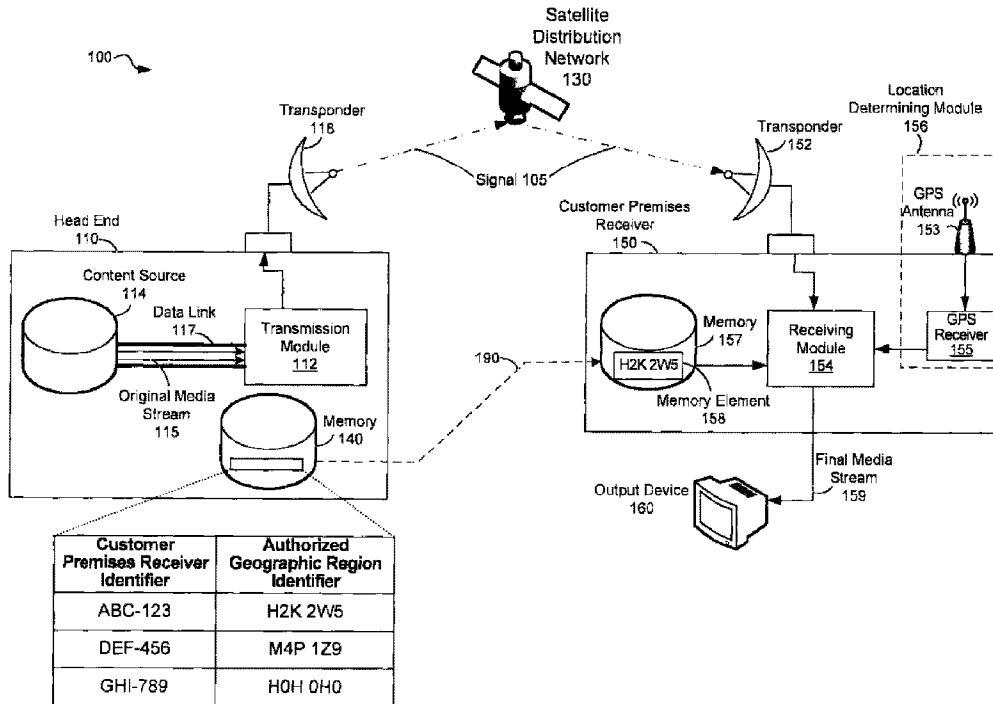 100
Satellite
Distribution
Network
130
Transponder
118
Signal 105
Transponder
152
Location
Determining Module
156
GPS
Antenna
153
Head End
110
Content Source
114
Data Link
117
Transmission
Module
112
Original Media
Stream
115
Memory
140
190
Customer Premises
Receiver
150
Memory
157
H2K 2W5
Memory Element
158
Receiving
Module
154
GPS
Receiver
155
Final Media
Stream
159
Output Device
160
Customer Premises Receiver Identifier
Authorized Geographic Region Identifier
ABC-123 H2K 2W5
DEF-456 M4P 1Z9
GHI-789 H0H 0H0